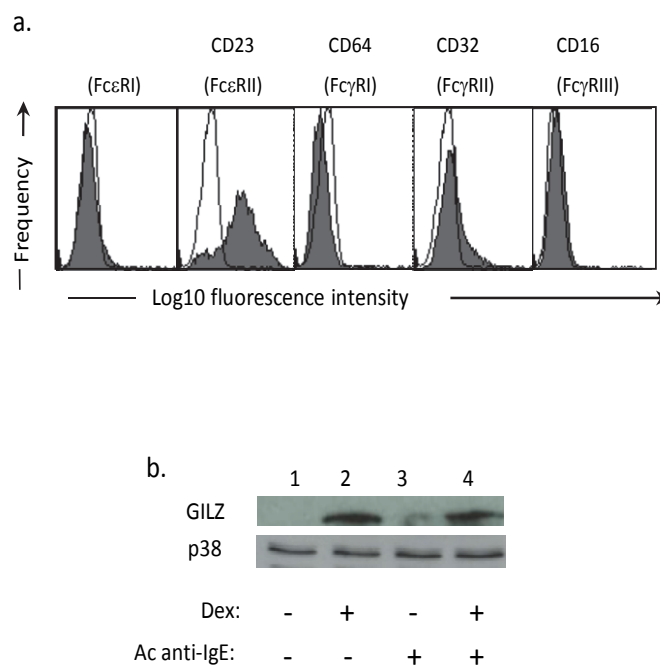 a.
CD23 CD64 CD32 CD16
(FcεRI) (FcεRII) (FcγRI) (FcγRII) (FcγRIII)
Frequency
Log10 fluorescence intensity
b.
1 2 3 4
GILZ
p38
Dex: - + - +
Ac anti-IgE: - - + +